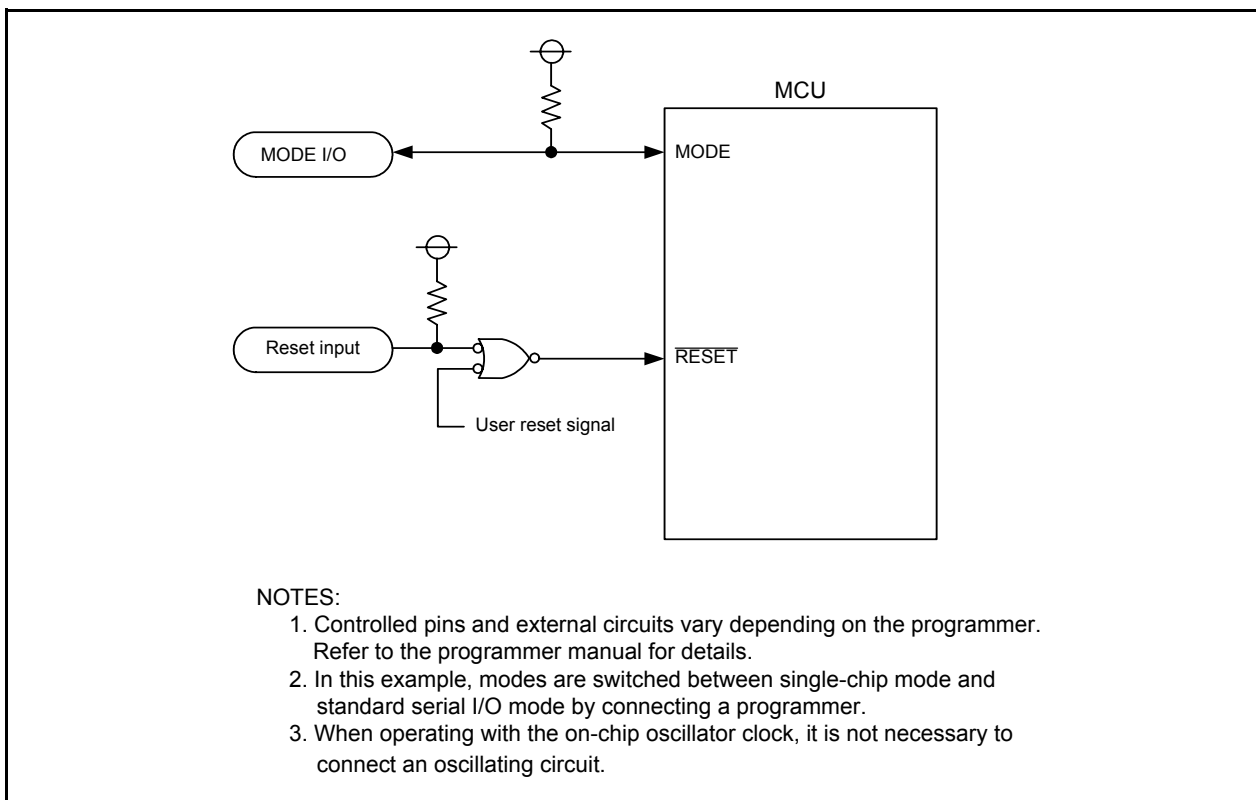 MCU
MODE I/O
MODE
Reset input
RESET
User reset signal
NOTES:
1. Controlled pins and external circuits vary depending on the programmer.
Refer to the programmer manual for details.
2. In this example, modes are switched between single-chip mode and
standard serial I/O mode by connecting a programmer.
3. When operating with the on-chip oscillator clock, it is not necessary to
connect an oscillating circuit.